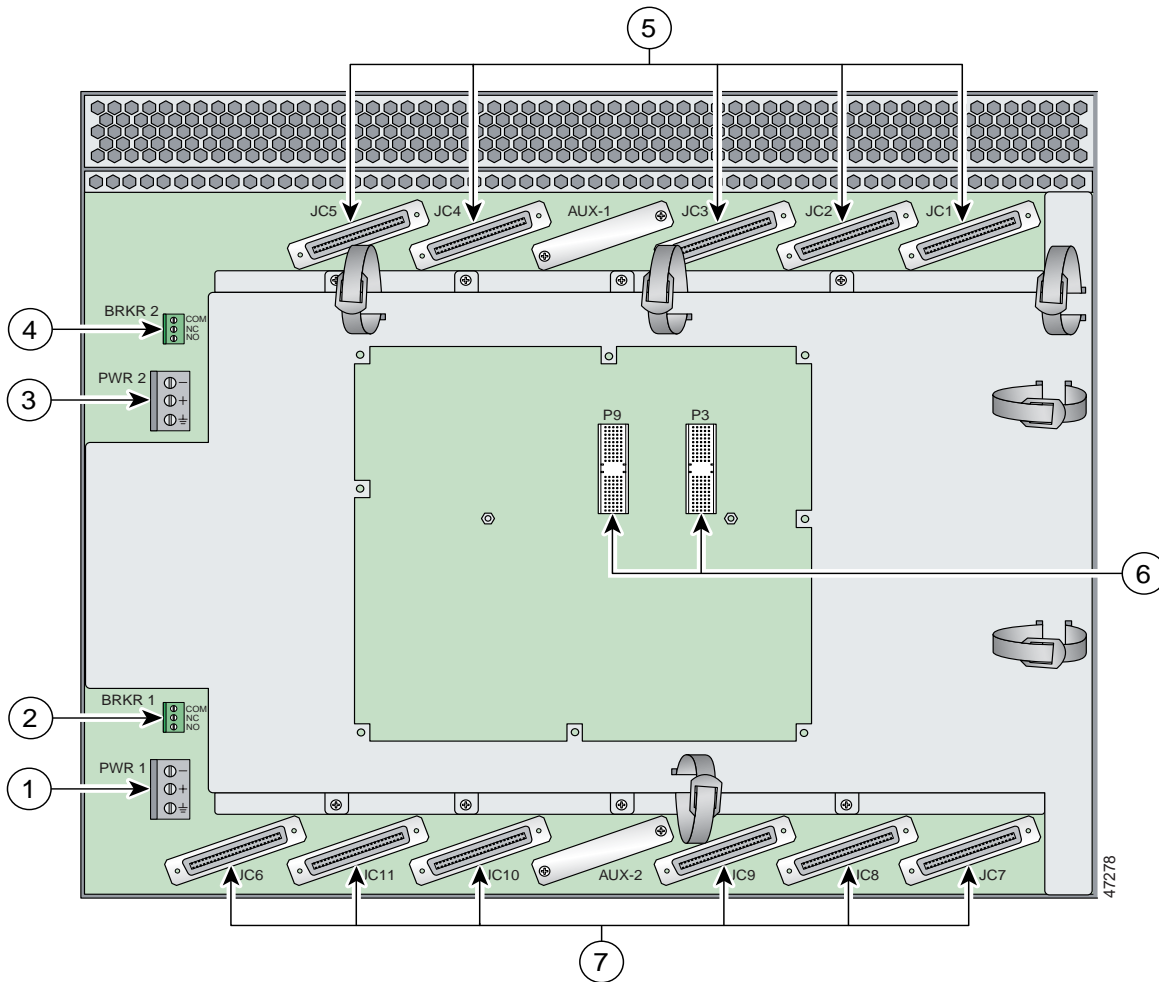 5
JC5
JC4
AUX-1
JC3
JC2
JC1
BRKR 2
COM
NC
NO
4
PWR 2
−
+
3
P9
P3
6
BRKR 1
COM
NC
NO
2
PWR 1
−
+
1
JC6
JC11
JC10
AUX-2
JC9
JC8
JC7
47278
7